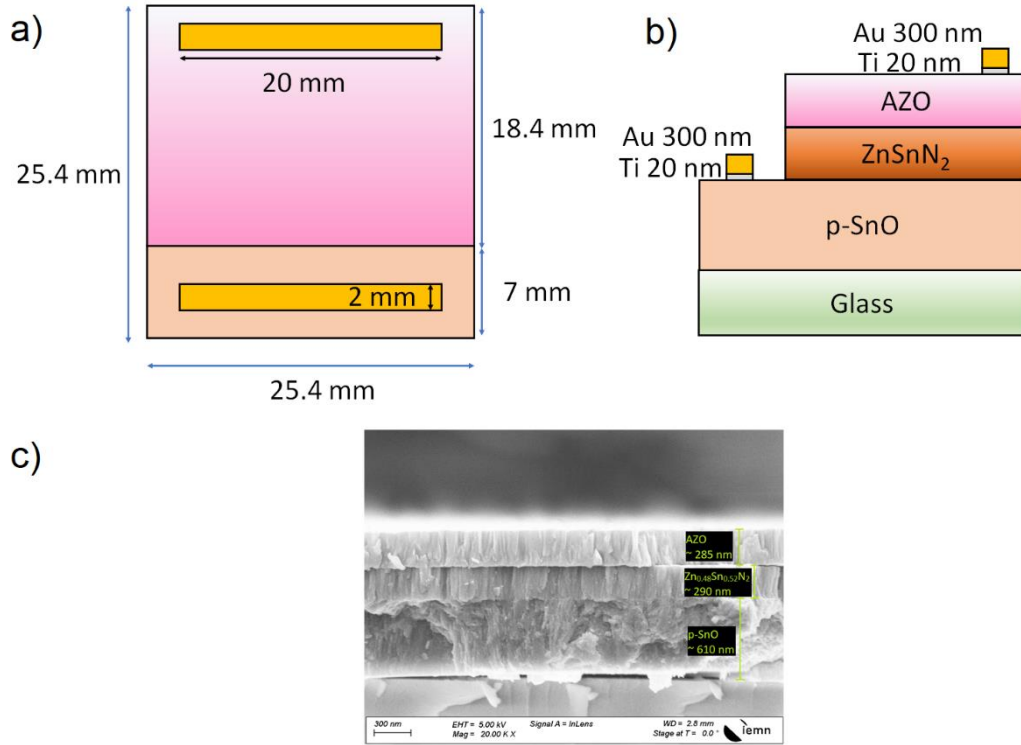 a)
20 mm
25.4 mm
18.4 mm
2 mm
7 mm
25.4 mm
b)
Au 300 nm
Ti 20 nm
AZO
Au 300 nm
Ti 20 nm
ZnSnN₂
p-SnO
Glass
c)
AZO
~ 285 nm
Zn₀.₄₈Sn₀.₅₂N₂
~ 290 nm
p-SnO
~ 610 nm
300 nm
EHT = 5.00 kV
Mag = 20.00 K X
Signal A = InLens
WD = 2.8 mm
Stage at T = 0.0 °
iemn